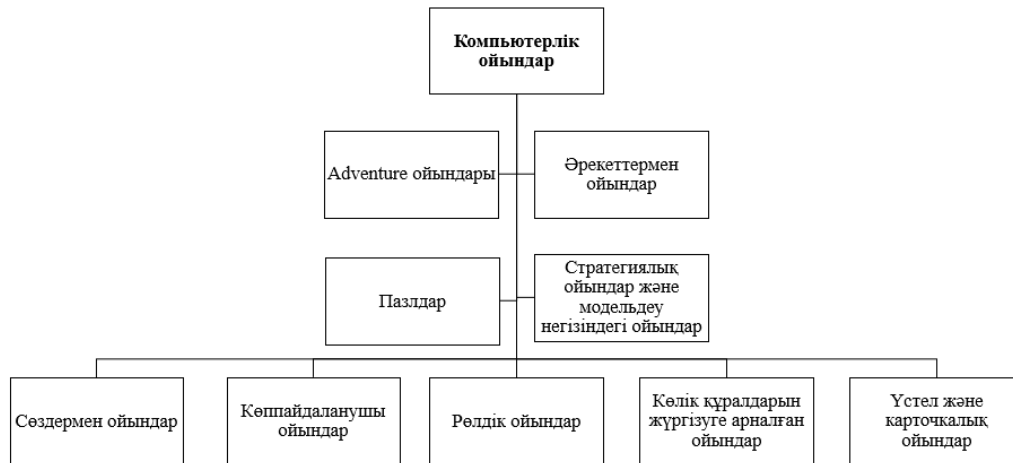 Компьютерлік
ойындар
Adventure ойындары
Әрекеттермен
ойындар
Пазлдар
Стратегиялық
ойындар және
модельдеу
негізіндегі ойындар
Сөздермен ойындар
Көппайдаланушы
ойындар
Рөлдік ойындар
Көлік құралдарын
жүргізуге арналған
ойындар
Үстел және
карточкалық
ойындар